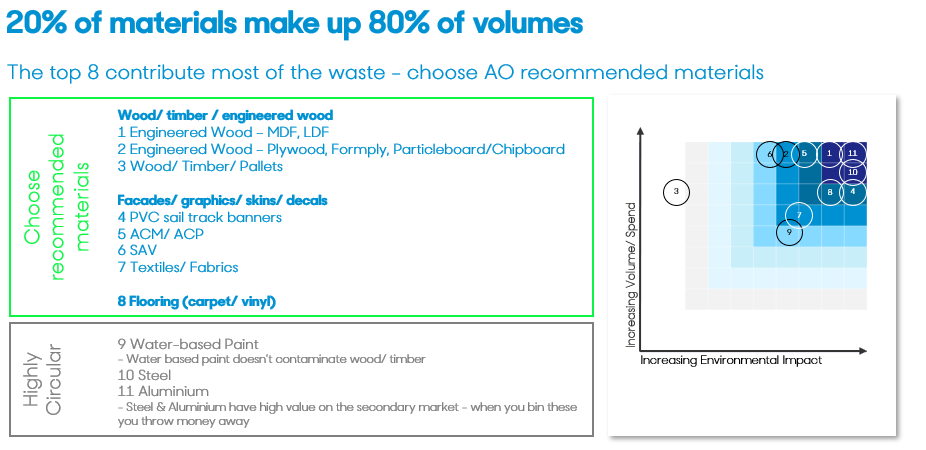 20% of materials make up 80% of volumes
The top 8 contribute most of the waste – choose AO recommended materials
Choose
recommended
materials
Wood/ timber / engineered wood
1 Engineered Wood – MDF, LDF
2 Engineered Wood – Plywood, Formply, Particleboard/Chipboard
3 Wood/ Timber/ Pallets
Facades/ graphics/ skins/ decals
4 PVC sail track banners
5 ACM/ ACP
6 SAV
7 Textiles/ Fabrics
8 Flooring (carpet/ vinyl)
Highly
Circular
9 Water-based Paint
- Water based paint doesn't contaminate wood/ timber
10 Steel
11 Aluminium
- Steel & Aluminium have high value on the secondary market – when you bin these
you throw money away
Increasing Volume/ Spend
6 2 5 1 11
10
3 8 4
7
9
Increasing Environmental Impact